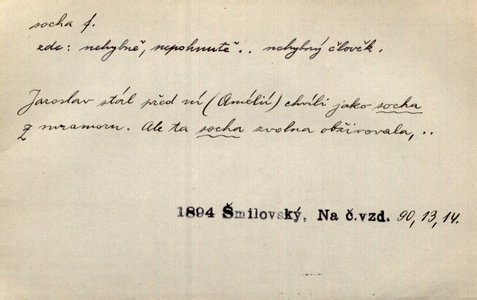 socha f.
zde: nehybně, nepohnutě.. nehybný člověk.
Jaroslav stál před ní (Amélií) chvíli jako socha
z mramoru. Ale ta socha zvolna obživovala, ..
1894 Šmilovský, Na č.vzd. 90, 13, 14.